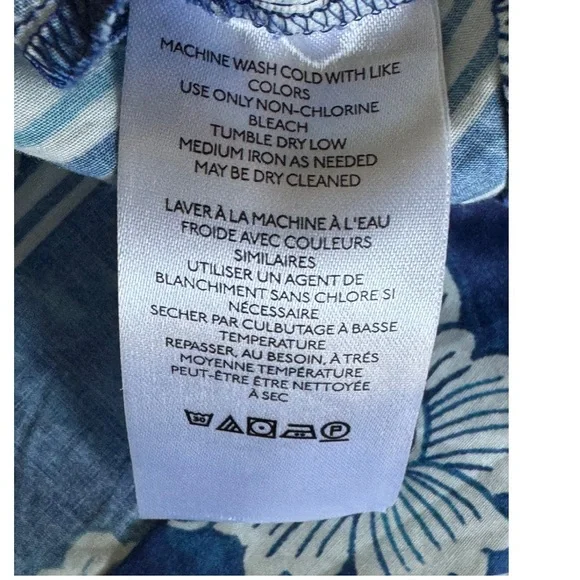 MACHINE WASH COLD WITH LIKE
COLORS
USE ONLY NON-CHLORINE
BLEACH
TUMBLE DRY LOW
MEDIUM IRON AS NEEDED
MAY BE DRY CLEANED
LAVER À LA MACHINE À L'EAU
FROIDE AVEC COULEURS
SIMILAIRES
UTILISER UN AGENT DE
BLANCHIMENT SANS CHLORE SI
NÉCESSAIRE
SECHER PAR CULBUTAGE À BASSE
TEMPERATURE
REPASSER, AU BESOIN, À TRÉS
MOYENNE TEMPÉRATURE
PEUT-ÊTRE ÊTRE NETTOYÉE
À SEC
30 P